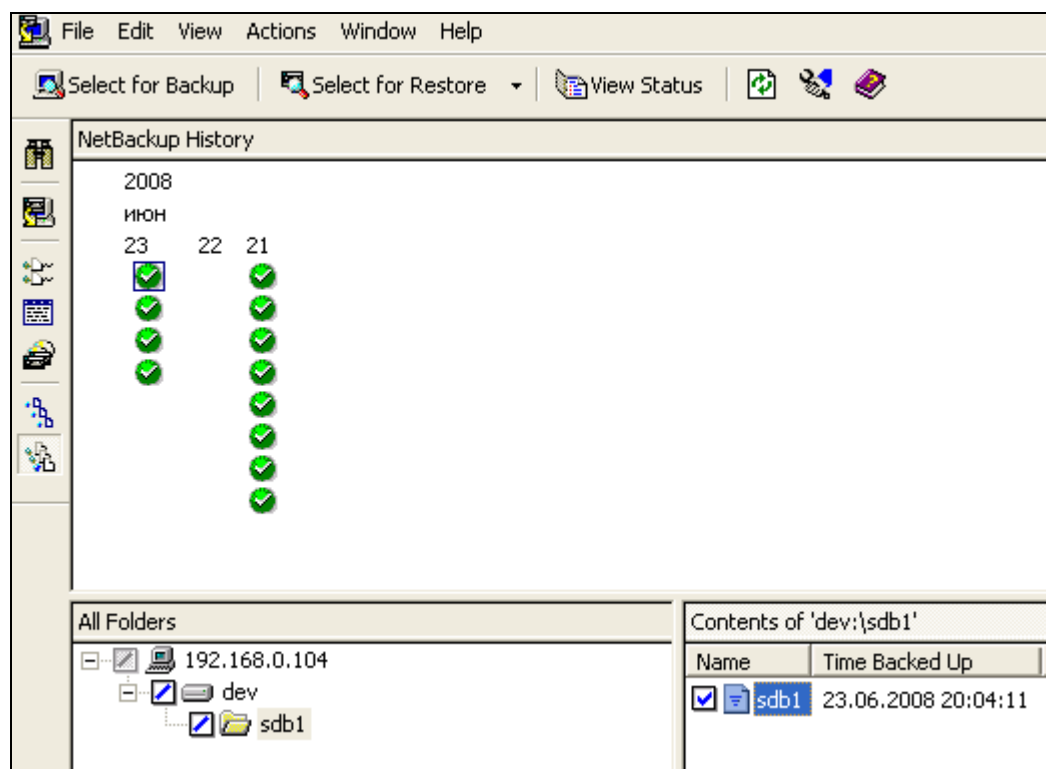 File Edit View Actions Window Help
Select for Backup Select for Restore View Status
NetBackup History
2008
июн
23 22 21
All Folders
192.168.0.104
dev
sdb1
Contents of 'dev:\sdb1'
Name Time Backed Up
sdb1 23.06.2008 20:04:11